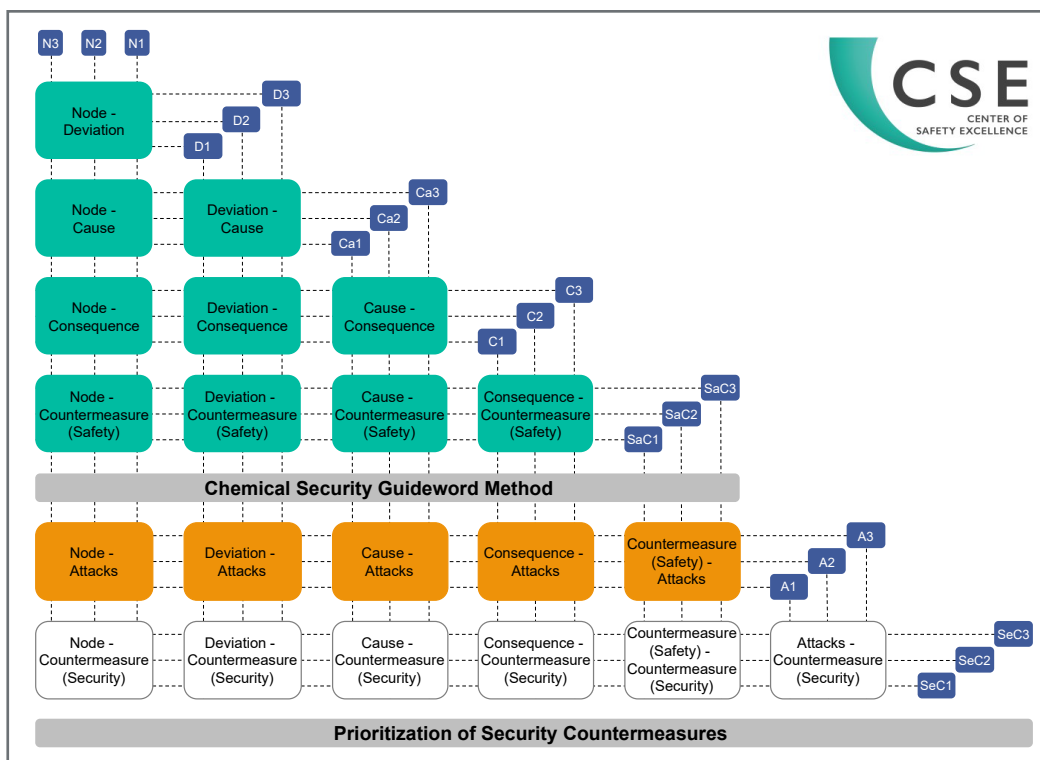 N3 N2 N1
CSE
CENTER OF
SAFETY EXCELLENCE
Node -
Deviation
D3
D2
D1
Node -
Cause
Deviation -
Cause
Ca3
Ca2
Ca1
Node -
Consequence
Deviation -
Consequence
Cause -
Consequence
C3
C2
C1
Node -
Countermeasure
(Safety)
Deviation -
Countermeasure
(Safety)
Cause -
Countermeasure
(Safety)
Consequence -
Countermeasure
(Safety)
SaC3
SaC2
SaC1
Chemical Security Guideword Method
Node -
Attacks
Deviation -
Attacks
Cause -
Attacks
Consequence -
Attacks
Countermeasure
(Safety) -
Attacks
A3
A2
A1
Node -
Countermeasure
(Security)
Deviation -
Countermeasure
(Security)
Cause -
Countermeasure
(Security)
Consequence -
Countermeasure
(Security)
Countermeasure
(Safety) -
Countermeasure
(Security)
Attacks -
Countermeasure
(Security)
SeC3
SeC2
SeC1
Prioritization of Security Countermeasures